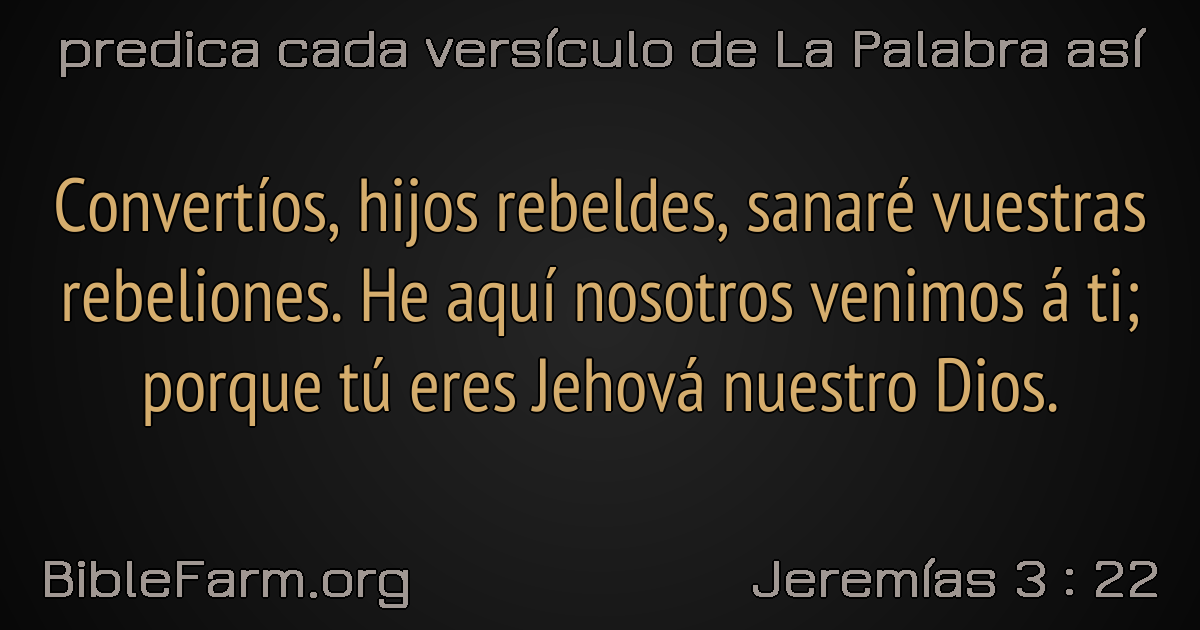 predica cada versículo de La Palabra así
Convertíos, hijos rebeldes, sanaré vuestras
rebeliones. He aquí nosotros venimos á ti;
porque tú eres Jehová nuestro Dios.
BibleFarm.org
Jeremías 3 : 22